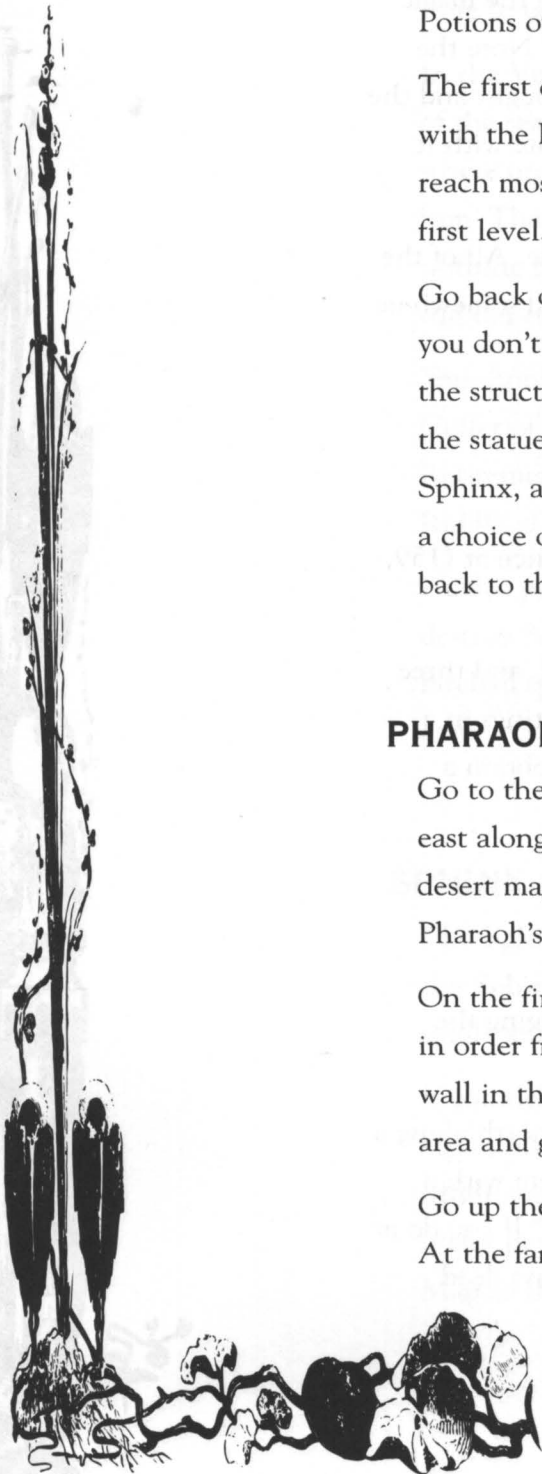 Potions o
The first
with the
reach mos
first level.
Go back
you don't
the struct
the statue
Sphinx, a
a choice
back to th
PHARAO
Go to the
east along
desert ma
Pharaoh's
On the fir
in order f
wall in th
area and g
Go up the
At the far